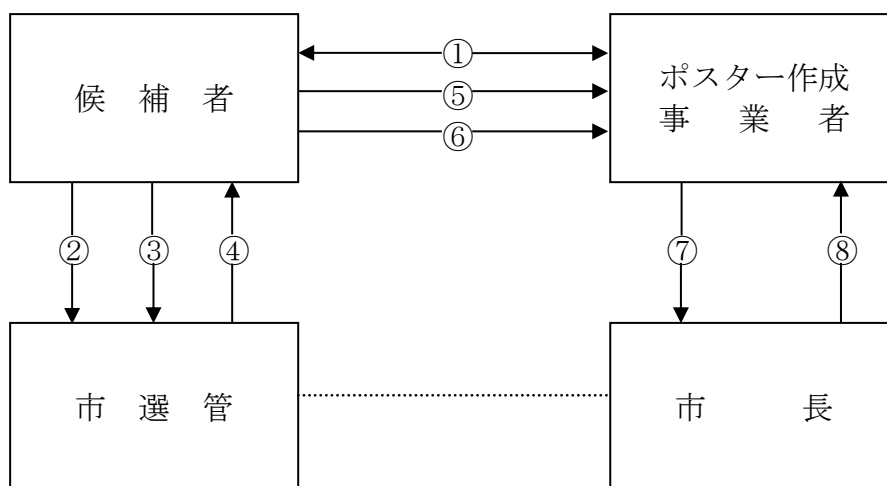 ①
候　補　者
⑤
⑥
ポスター作成
事　業　者
②
③
④
⑦
⑧
市　選　管
市　長